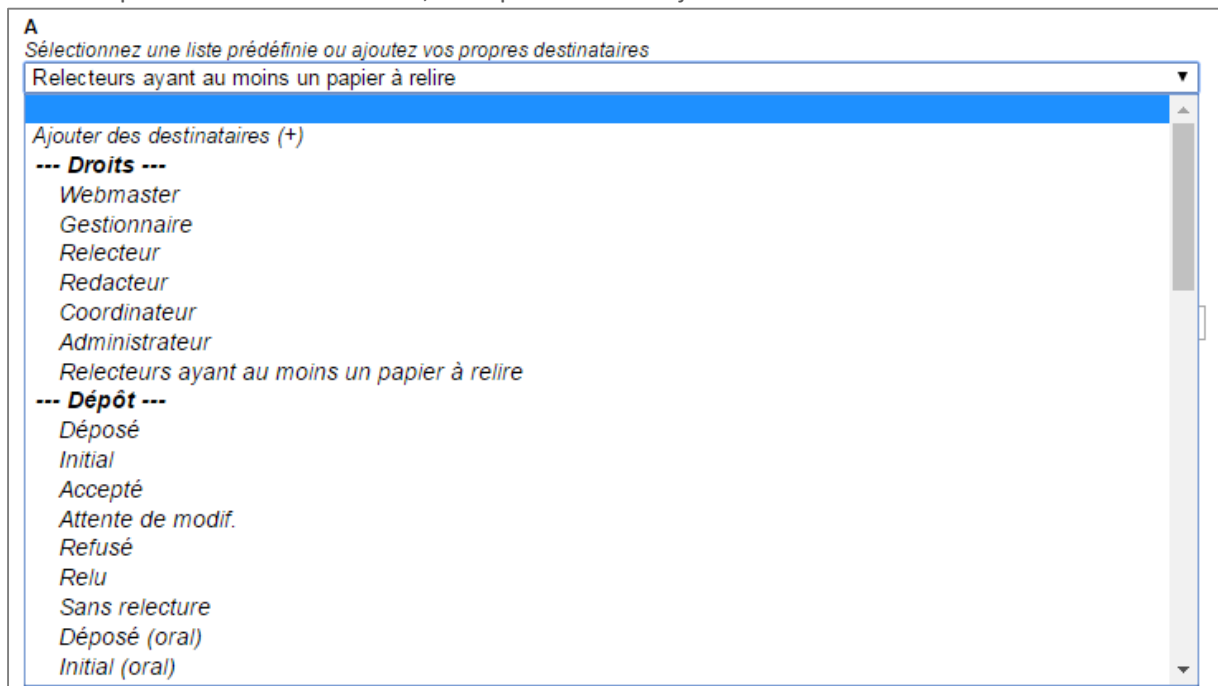 A
Sélectionnez une liste prédéfinie ou ajoutez vos propres destinataires
Relecteurs ayant au moins un papier à relire
Ajouter des destinataires (+)
--- Droits ---
Webmaster
Gestionnaire
Relecteur
Redacteur
Coordinateur
Administrateur
Relecteurs ayant au moins un papier à relire
--- Dépôt ---
Déposé
Initial
Accepté
Attente de modif.
Refusé
Relu
Sans relecture
Déposé (oral)
Initial (oral)